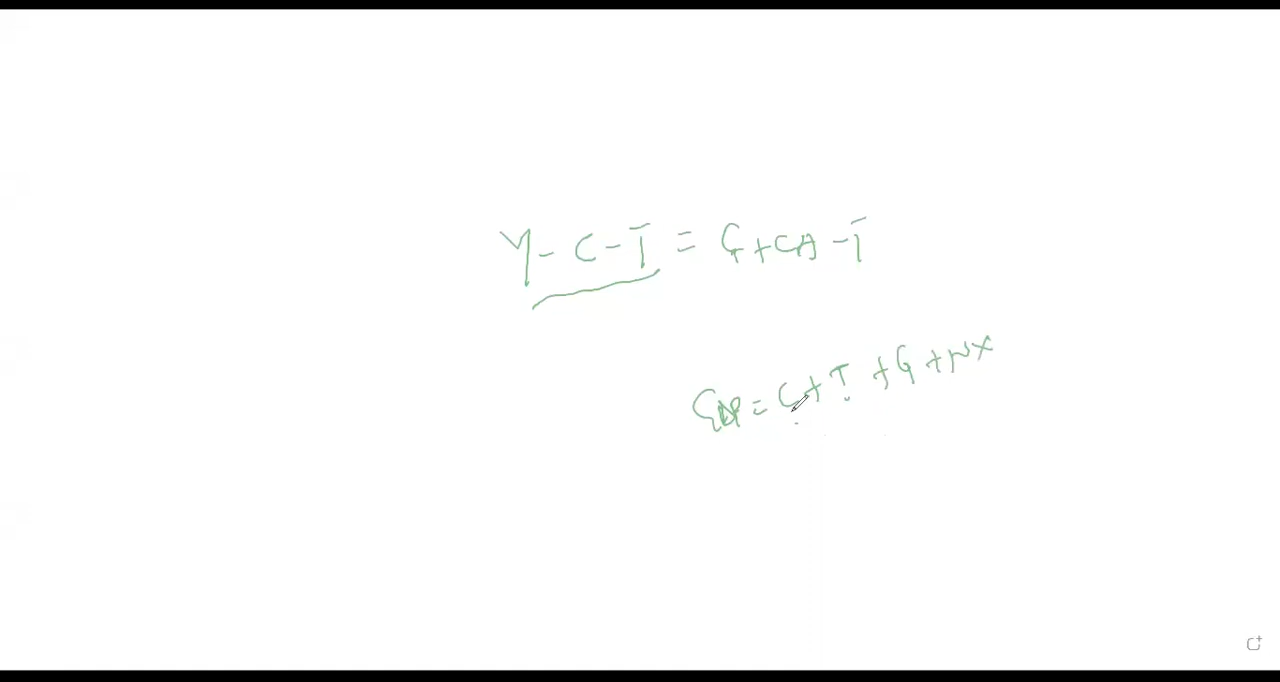 Y - C - T = G + CA - T
GDP = C + I + G + NX